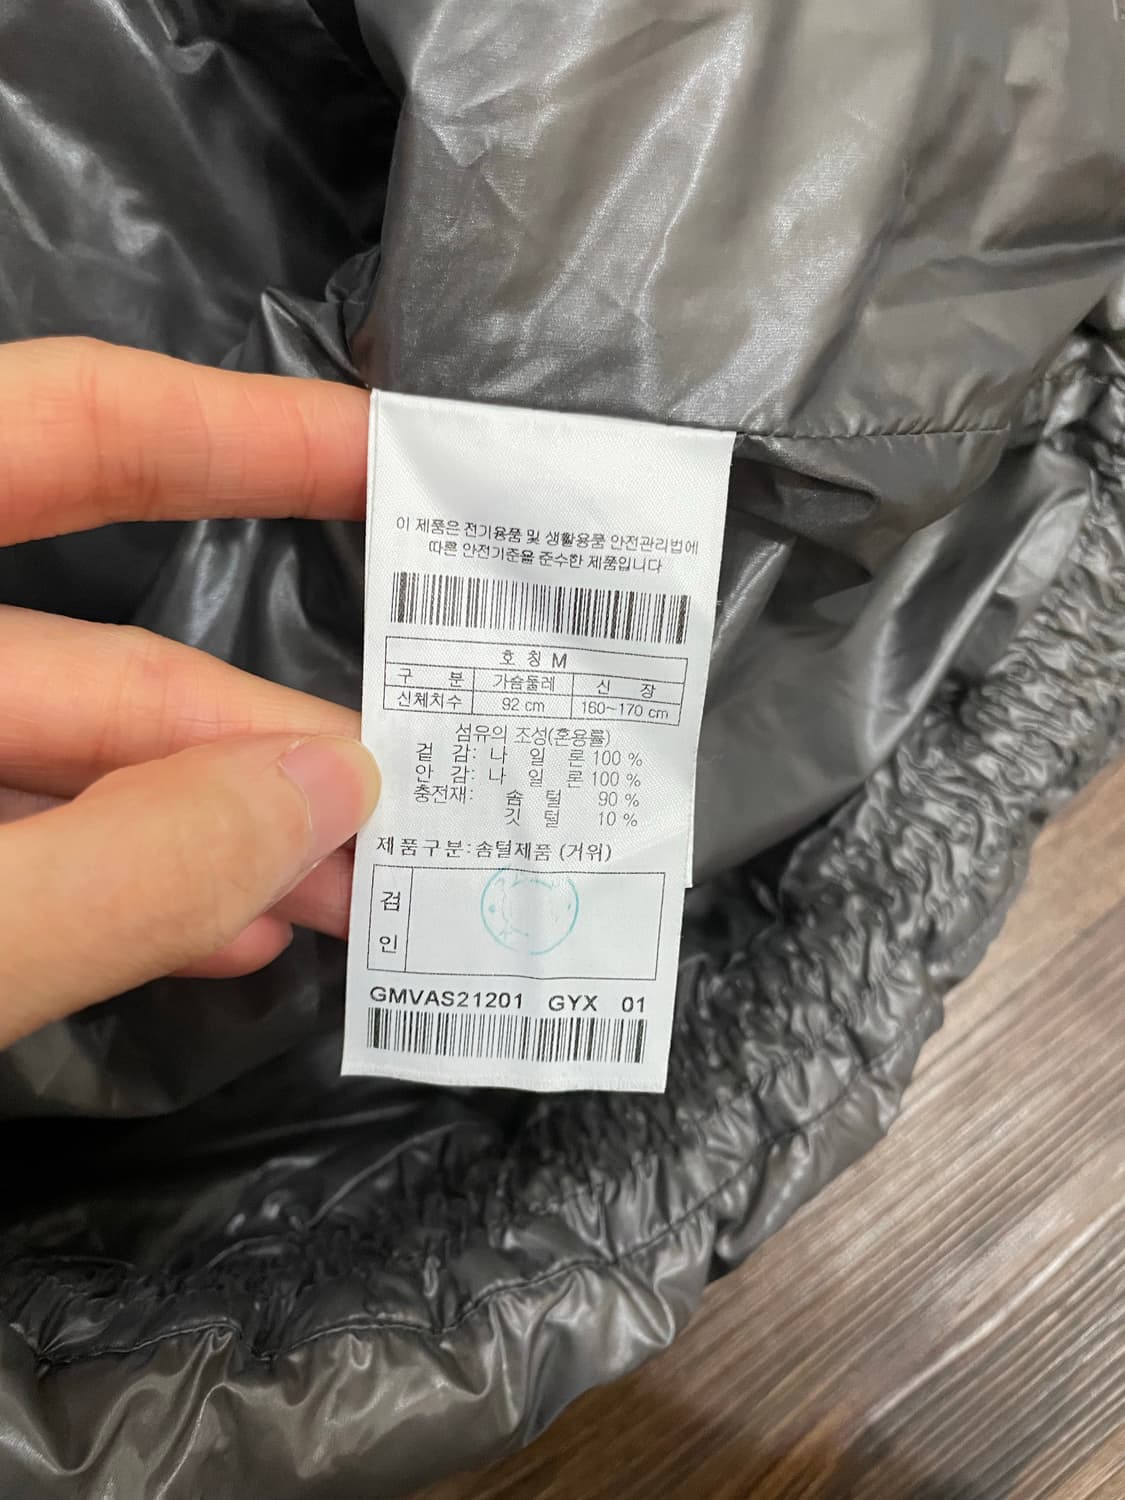 이 제품은 전기용품 및 생활용품 안전관리법에
따른 안전기준을 준수한 제품입니다
호 칭 M
구 분 가슴둘레 신 장
신체치수 92 cm 160~170 cm
섬유의 조성(혼용률)
겉 감: 나 일 론 100 %
안 감: 나 일 론 100 %
충전재: 솜 털 90 %
깃 털 10 %
제품구분:솜털제품 (거위)
검
인
GMVAS21201 GYX 01